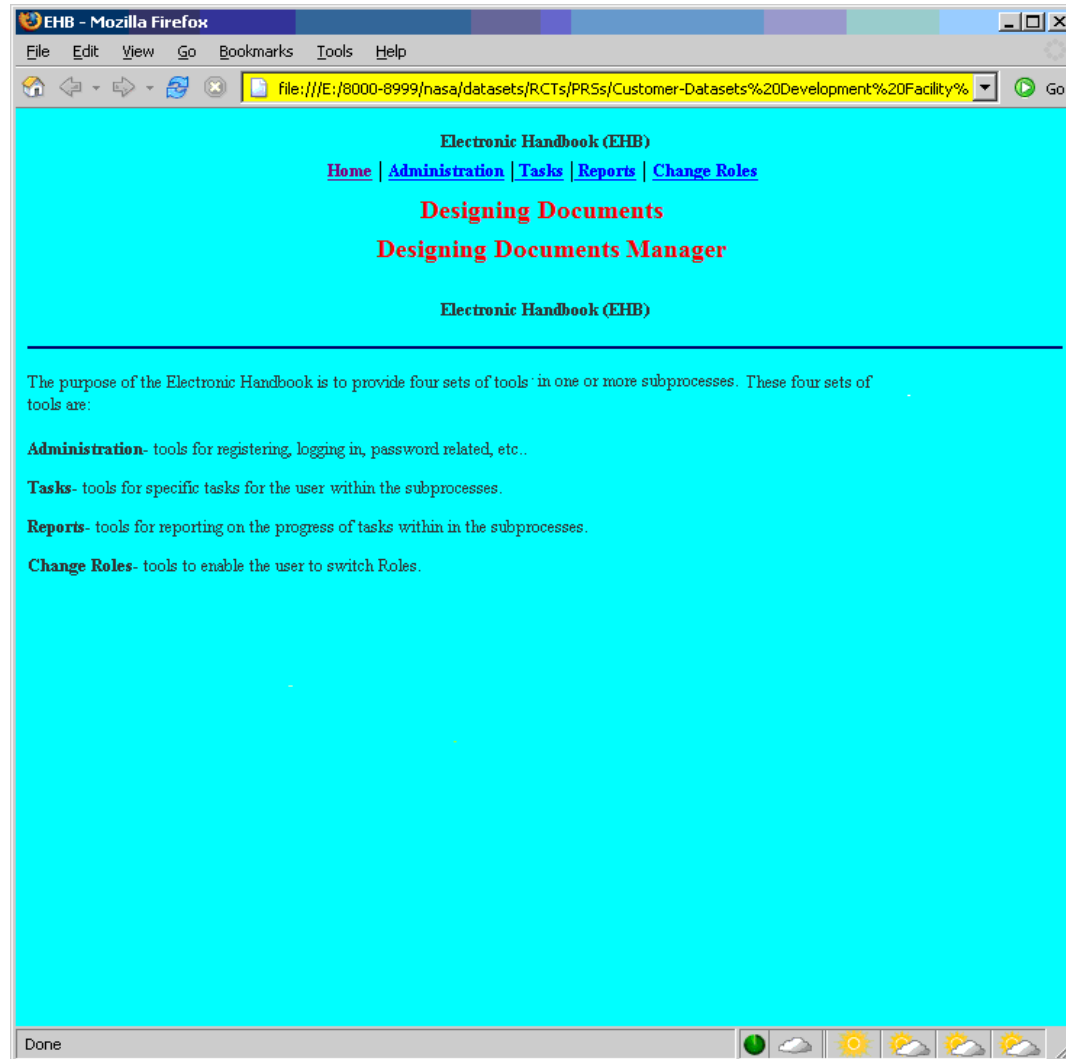 EHB - Mozilla Firefox
File Edit View Go Bookmarks Tools Help
file:///E:/8000-8999/nasa/datasets/RCTs/PRSs/Customer-Datasets%20Development%20Facility% Go
Electronic Handbook (EHB)
Home | Administration | Tasks | Reports | Change Roles
Designing Documents
Designing Documents Manager
Electronic Handbook (EHB)
The purpose of the Electronic Handbook is to provide four sets of tools in one or more subprocesses. These four sets of
tools are:
Administration- tools for registering, logging in, password related, etc..
Tasks- tools for specific tasks for the user within the subprocesses.
Reports- tools for reporting on the progress of tasks within in the subprocesses.
Change Roles- tools to enable the user to switch Roles.
Done